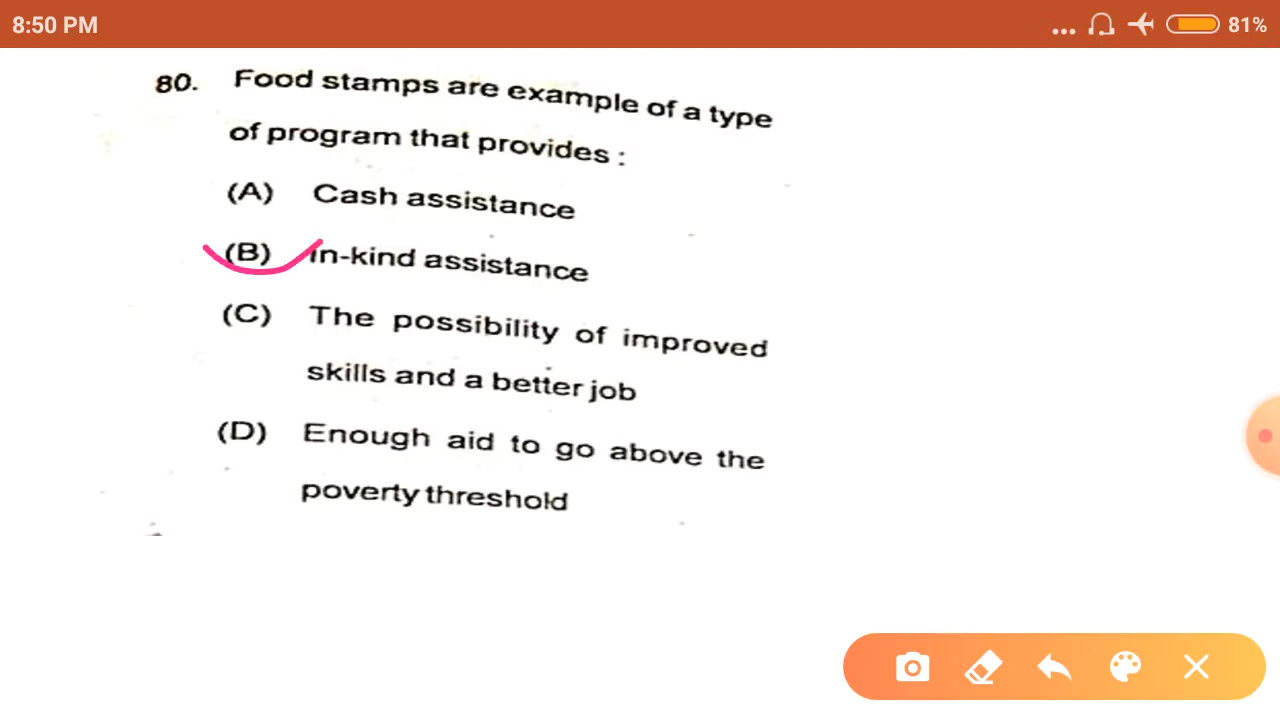 8:50 PM
... 81%
80. Food stamps are example of a type
of program that provides :
(A) Cash assistance
(B) In-kind assistance
(C) The possibility of improved
skills and a better job
(D) Enough aid to go above the
poverty threshold